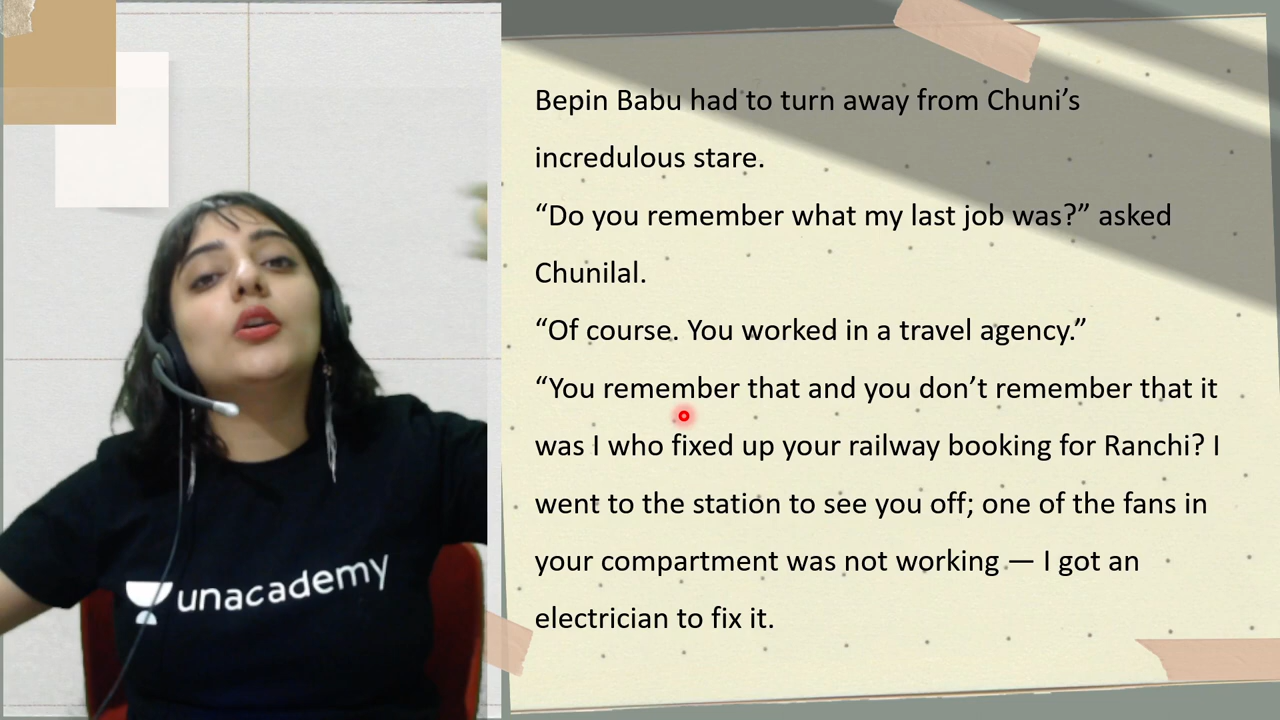 Bepin Babu had to turn away from Chuni’s
incredulous stare.
“Do you remember what my last job was?” asked
Chunilal.
“Of course. You worked in a travel agency.”
“You remember that and you don’t remember that it
was I who fixed up your railway booking for Ranchi? I
went to the station to see you off; one of the fans in
your compartment was not working — I got an
electrician to fix it.
unacademy